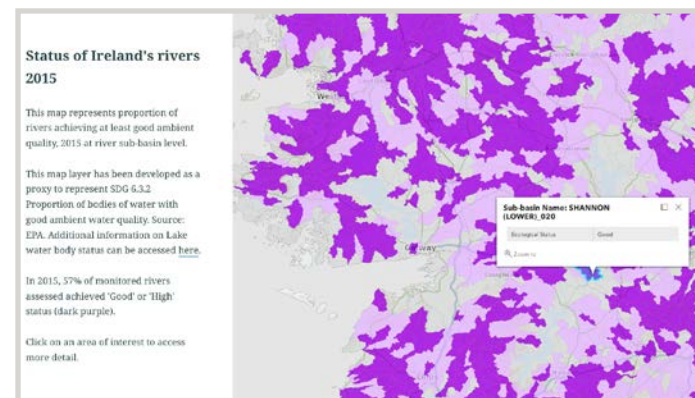 Status of Ireland's rivers
2015
This map represents proportion of
rivers achieving at least good ambient
quality, 2015 at river sub-basin level.
This map layer has been developed as a
proxy to represent SDG 6.3.2
Proportion of bodies of water with
good ambient water quality. Source:
EPA. Additional information on Lake
water body status can be accessed here.
In 2015, 57% of monitored rivers
assessed achieved 'Good' or 'High'
status (dark purple).
Click on an area of interest to access
more detail.
Sub-basin Name: SHANNON
(LOWER)_020
Ecological Status Good
Zoom to
Galway